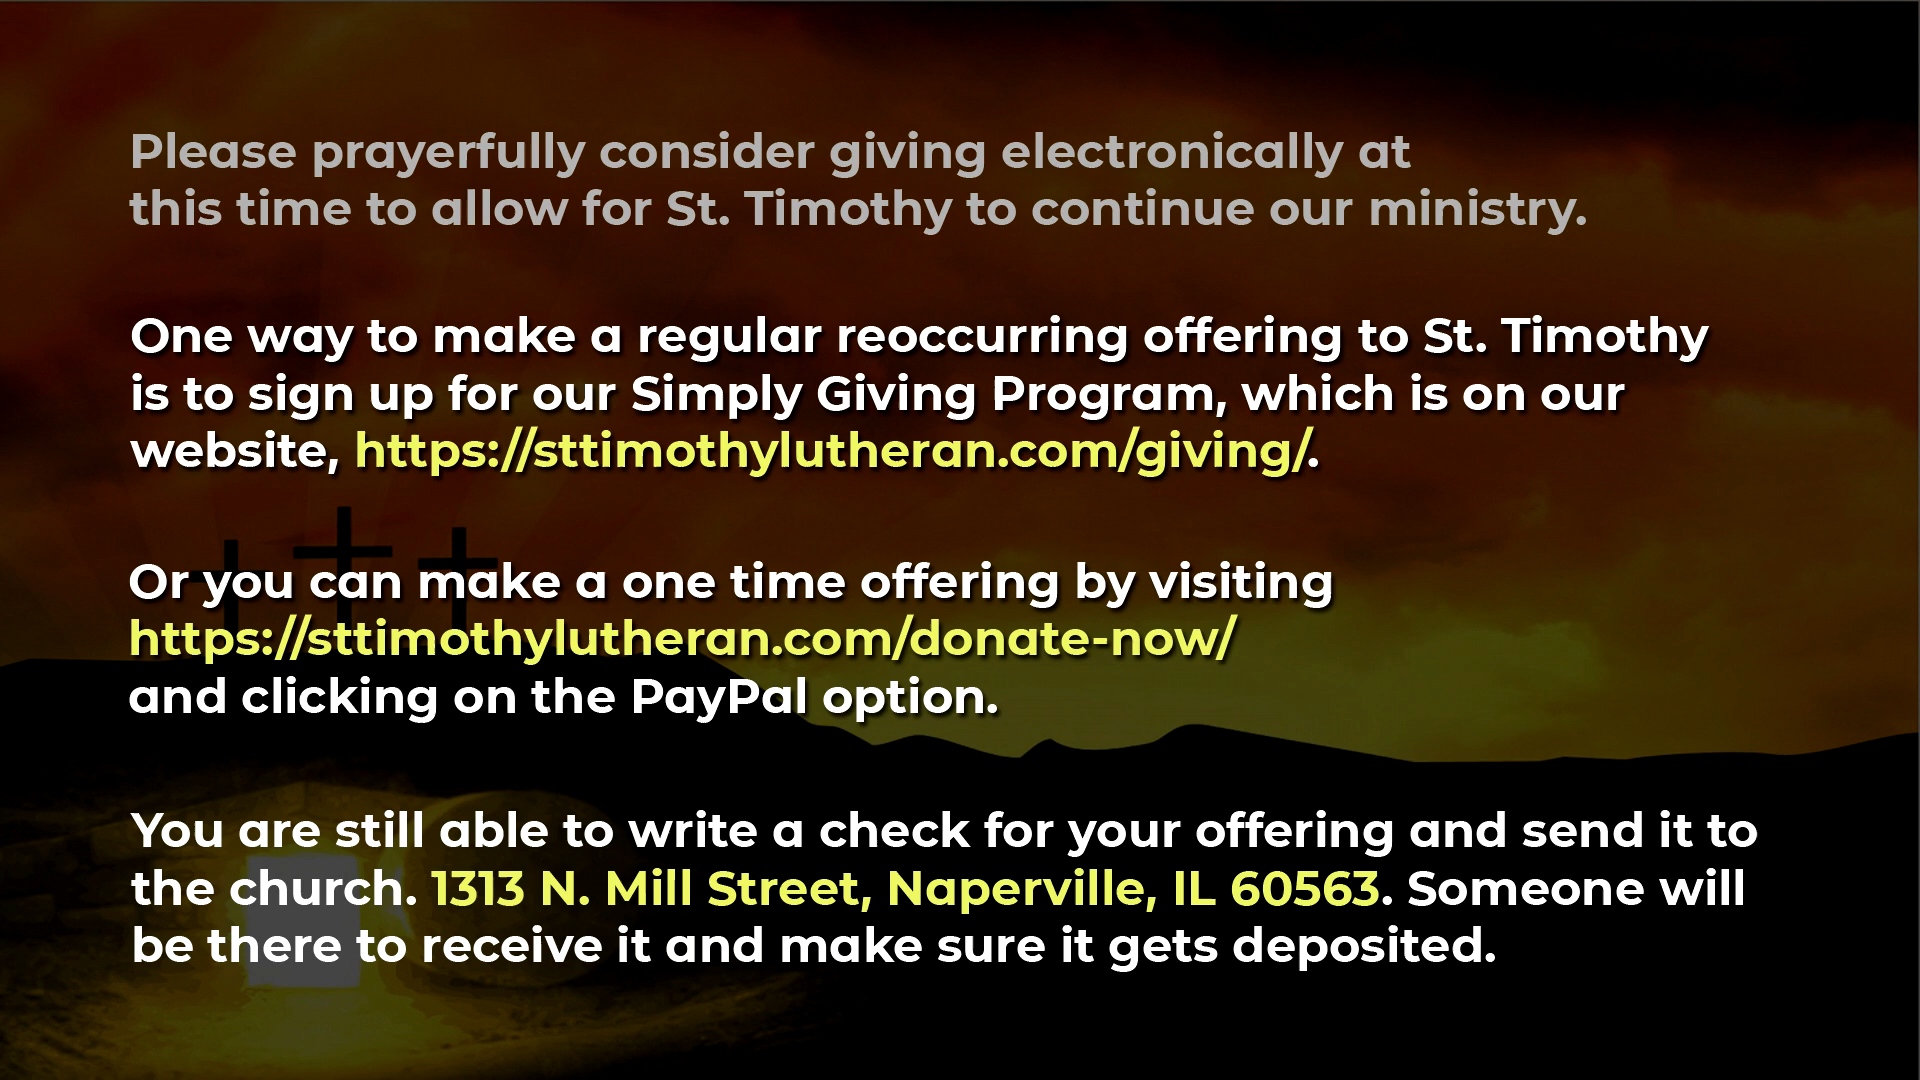 Please prayerfully consider giving electronically at
this time to allow for St. Timothy to continue our ministry.
One way to make a regular reoccurring offering to St. Timothy
is to sign up for our Simply Giving Program, which is on our
website, https://sttimothylutheran.com/giving/.
Or you can make a one time offering by visiting
https://sttimothylutheran.com/donate-now/
and clicking on the PayPal option.
You are still able to write a check for your offering and send it to
the church. 1313 N. Mill Street, Naperville, IL 60563. Someone will
be there to receive it and make sure it gets deposited.